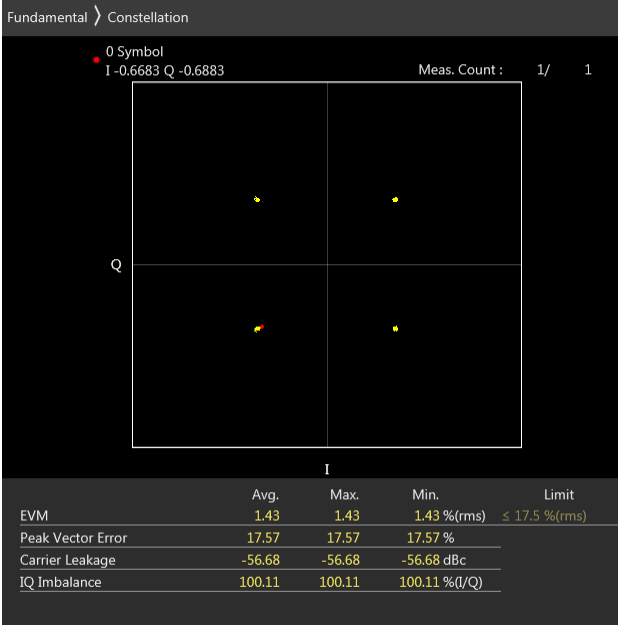 Fundamental 〉 Constellation
0 Symbol
I -0.6683 Q -0.6883
Meas. Count : 1/ 1
Q
I
Avg. Max. Min. Limit
EVM 1.43 1.43 1.43 %(rms) ≤ 17.5 %(rms)
Peak Vector Error 17.57 17.57 17.57 %
Carrier Leakage -56.68 -56.68 -56.68 dBc
IQ Imbalance 100.11 100.11 100.11 %(I/Q)